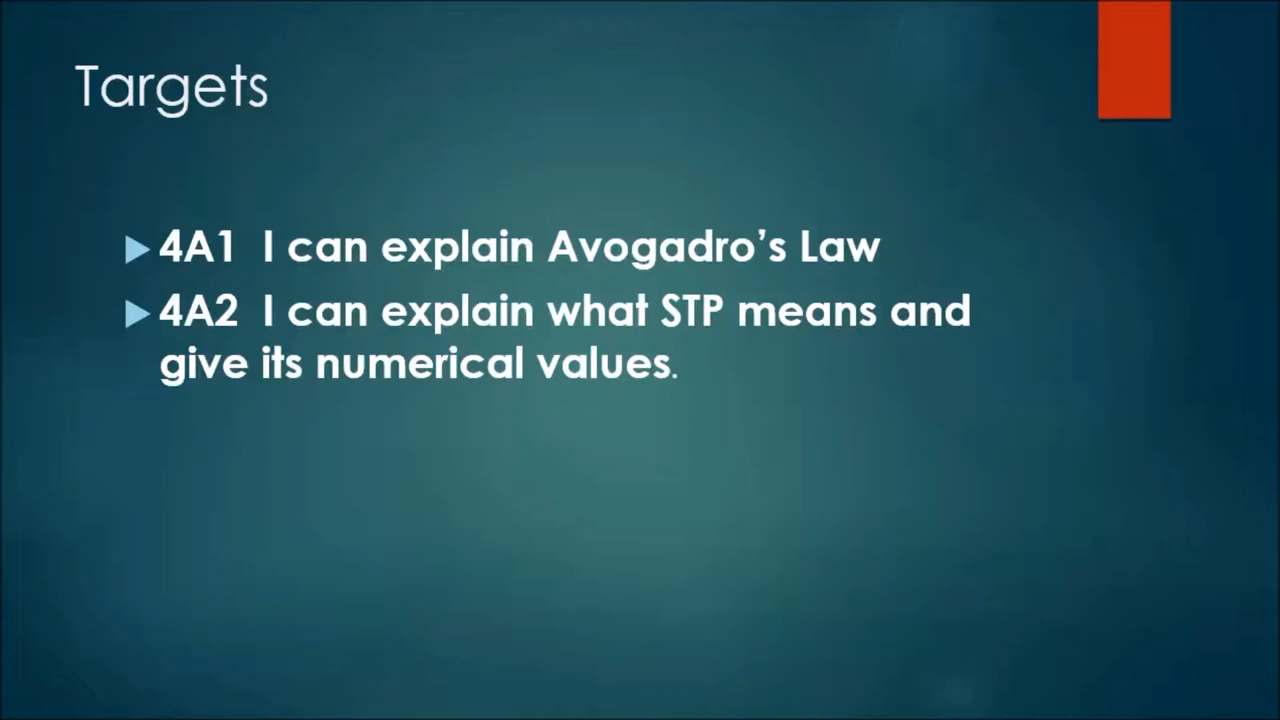 Targets
4A1 I can explain Avogadro’s Law
4A2 I can explain what STP means and
give its numerical values.